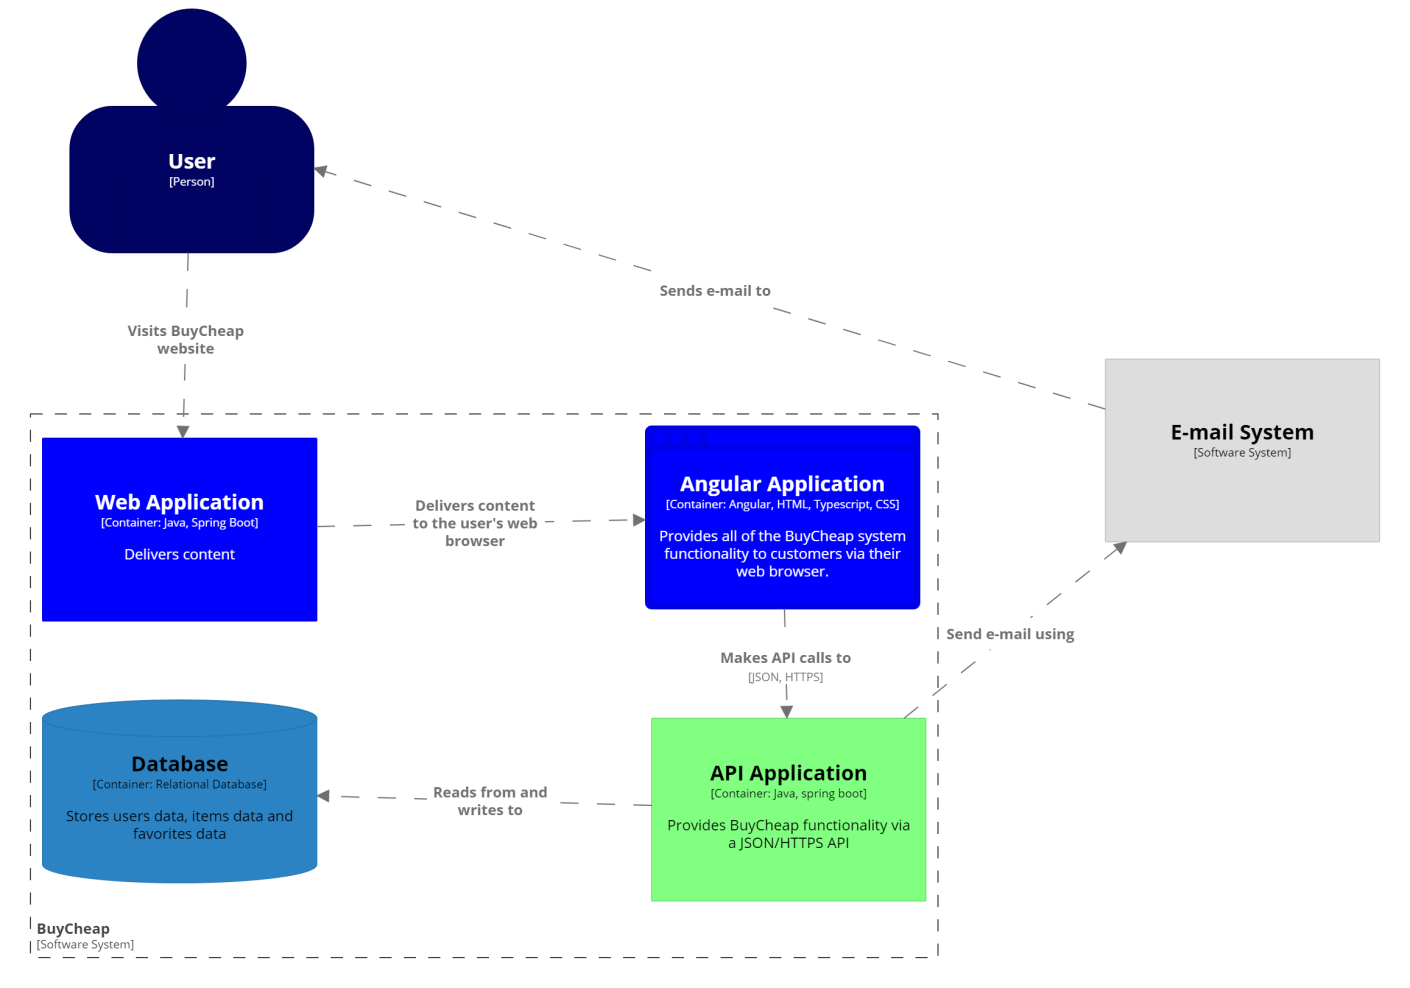 User
[Person]
Sends e-mail to
Visits BuyCheap
website
E-mail System
[Software System]
Web Application
[Container: Java, Spring Boot]
Delivers content
Delivers content
to the user's web
browser
Angular Application
[Container: Angular, HTML, Typescript, CSS]
Provides all of the BuyCheap system
functionality to customers via their
web browser.
Send e-mail using
Makes API calls to
[JSON, HTTPS]
Database
[Container: Relational Database]
Stores users data, items data and
favorites data
Reads from and
writes to
API Application
[Container: Java, spring boot]
Provides BuyCheap functionality via
a JSON/HTTPS API
BuyCheap
[Software System]